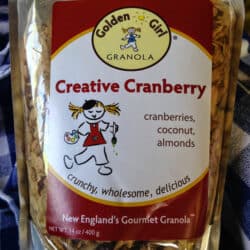 Golden Girl®
GRANOLA
Creative Cranberry
cranberries,
coconut,
almonds
crunchy, wholesome, delicious
New England's Gourmet Granola™
NET WT. 14 oz / 400 g